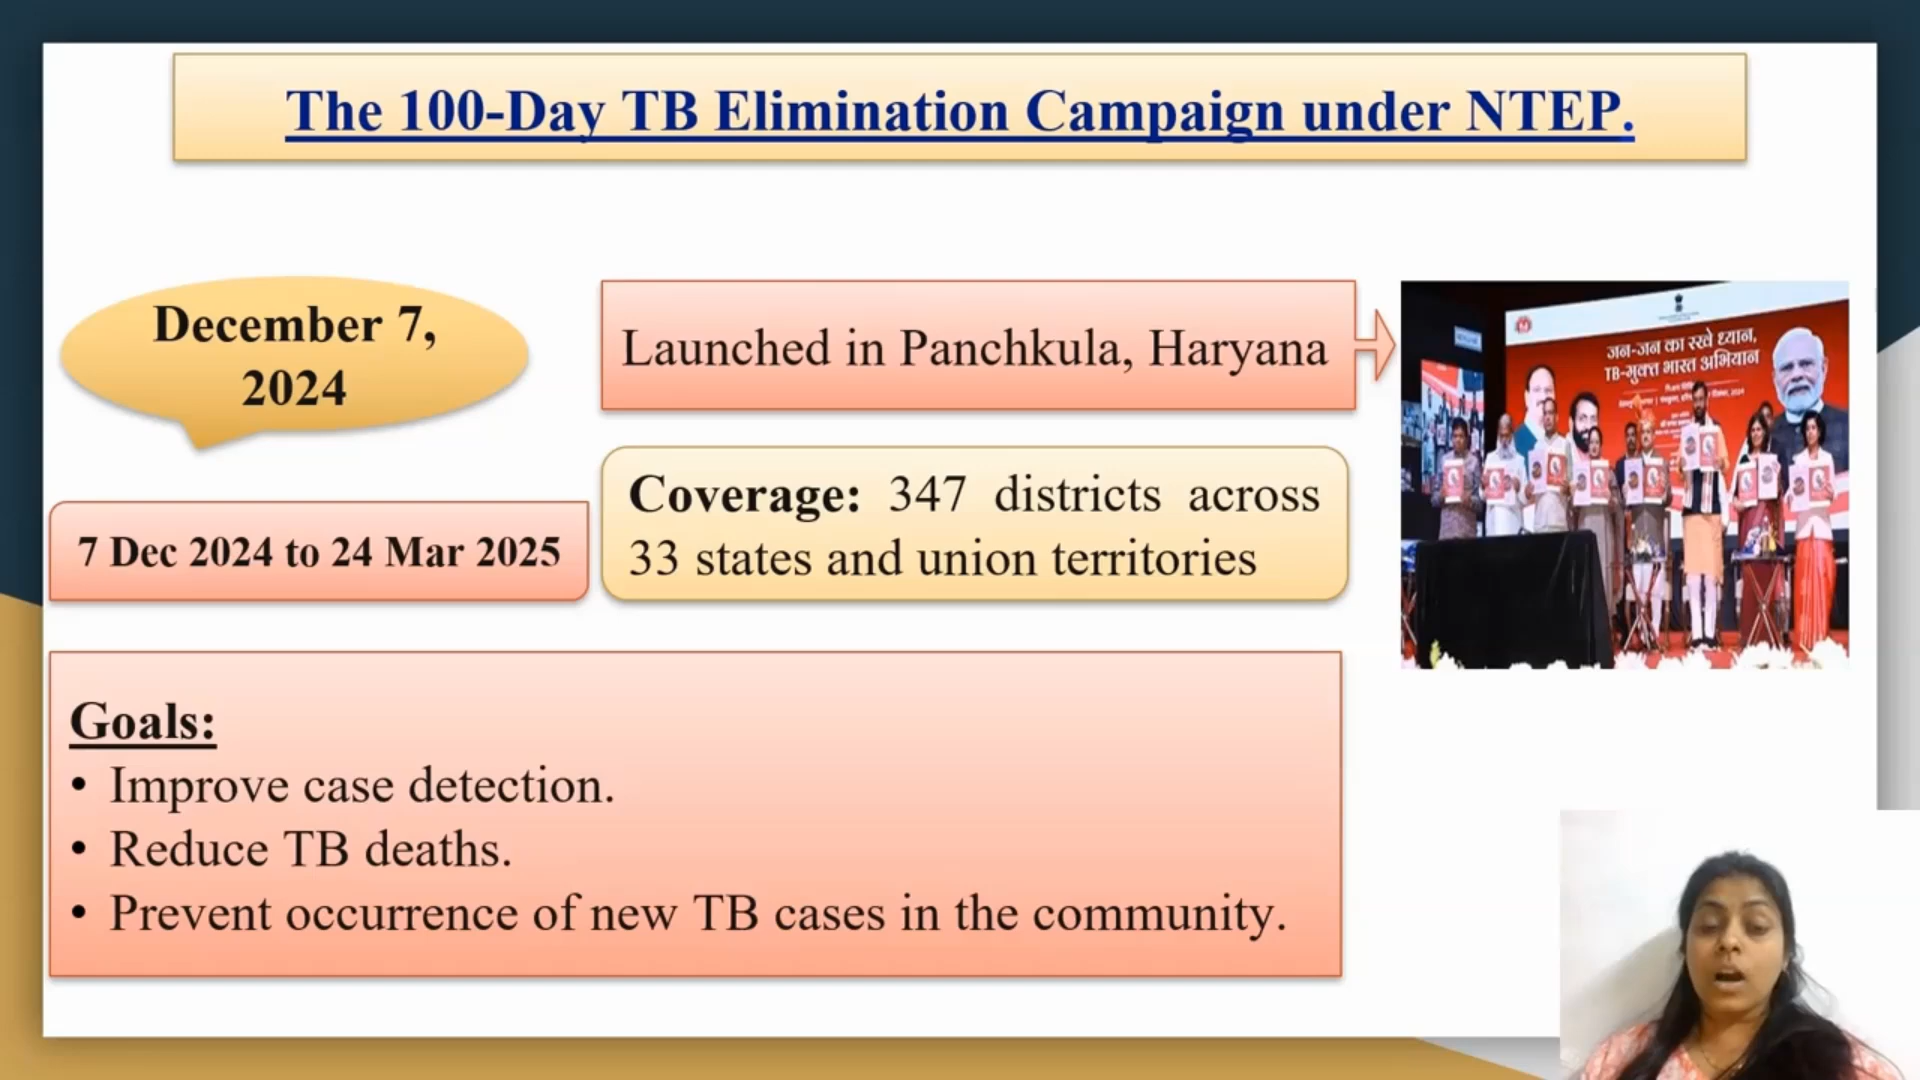 The 100-Day TB Elimination Campaign under NTEP.
December 7,
2024
Launched in Panchkula, Haryana
जन-जन का रखे ध्यान,
TB-मुक्त भारत अभियान
7 Dec 2024 to 24 Mar 2025
Coverage: 347 districts across
33 states and union territories
Goals:
• Improve case detection.
• Reduce TB deaths.
• Prevent occurrence of new TB cases in the community.